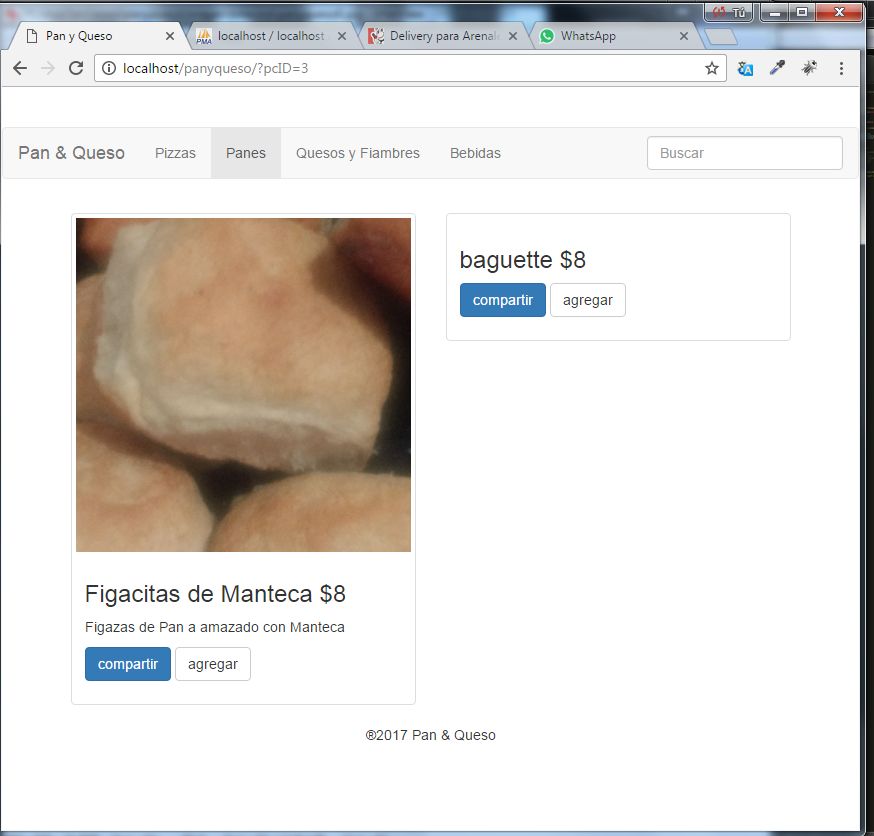 Tú
Pan y Queso
localhost / localhost
Delivery para Arenal
WhatsApp
localhost/panyqueso/?pcID=3
Pan & Queso
Pizzas
Panes
Quesos y Fiambres
Bebidas
Buscar
baguette $8
compartir
agregar
Figacitas de Manteca $8
Figazas de Pan a amazado con Manteca
compartir
agregar
®2017 Pan & Queso